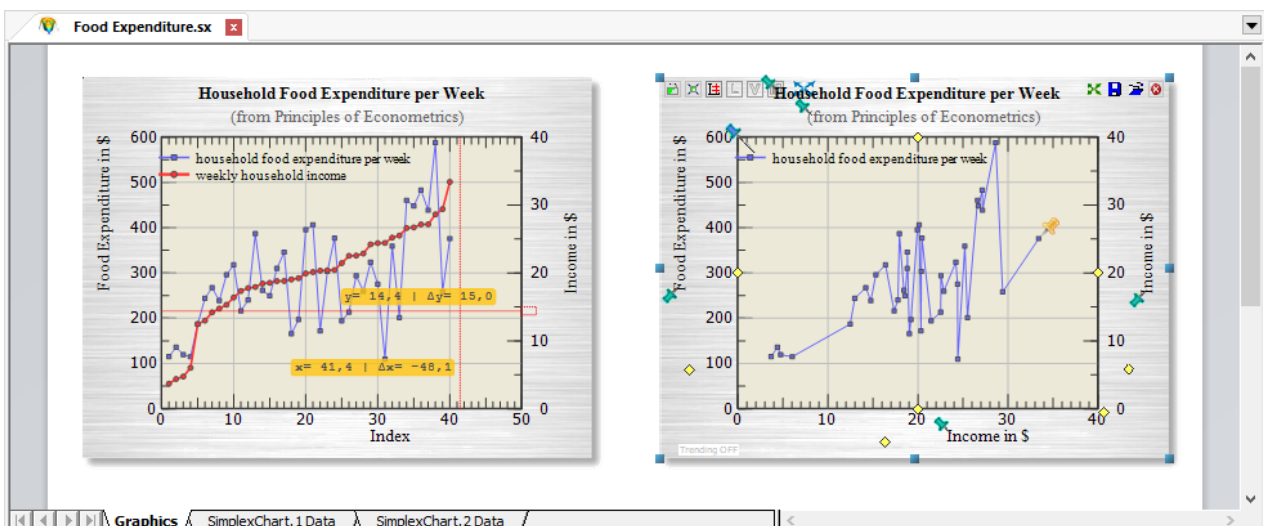 Food Expenditure.sx
Household Food Expenditure per Week
(from Principles of Econometrics)
Food Expenditure in $
600
500
400
300
200
100
0
household food expenditure per week
weekly household income
y= 14,4 | Δy= 15,0
x= 41,4 | Δx= -48,1
40
30
20
10
0
Income in $
0 10 20 30 40 50
Index
Household Food Expenditure per Week
(from Principles of Econometrics)
Food Expenditure in $
600
500
400
300
200
100
0
household food expenditure per week
40
30
20
10
0
Income in $
0 10 20 30 40
Income in $
Trending OFF
Graphics SimplexChart.1 Data SimplexChart.2 Data